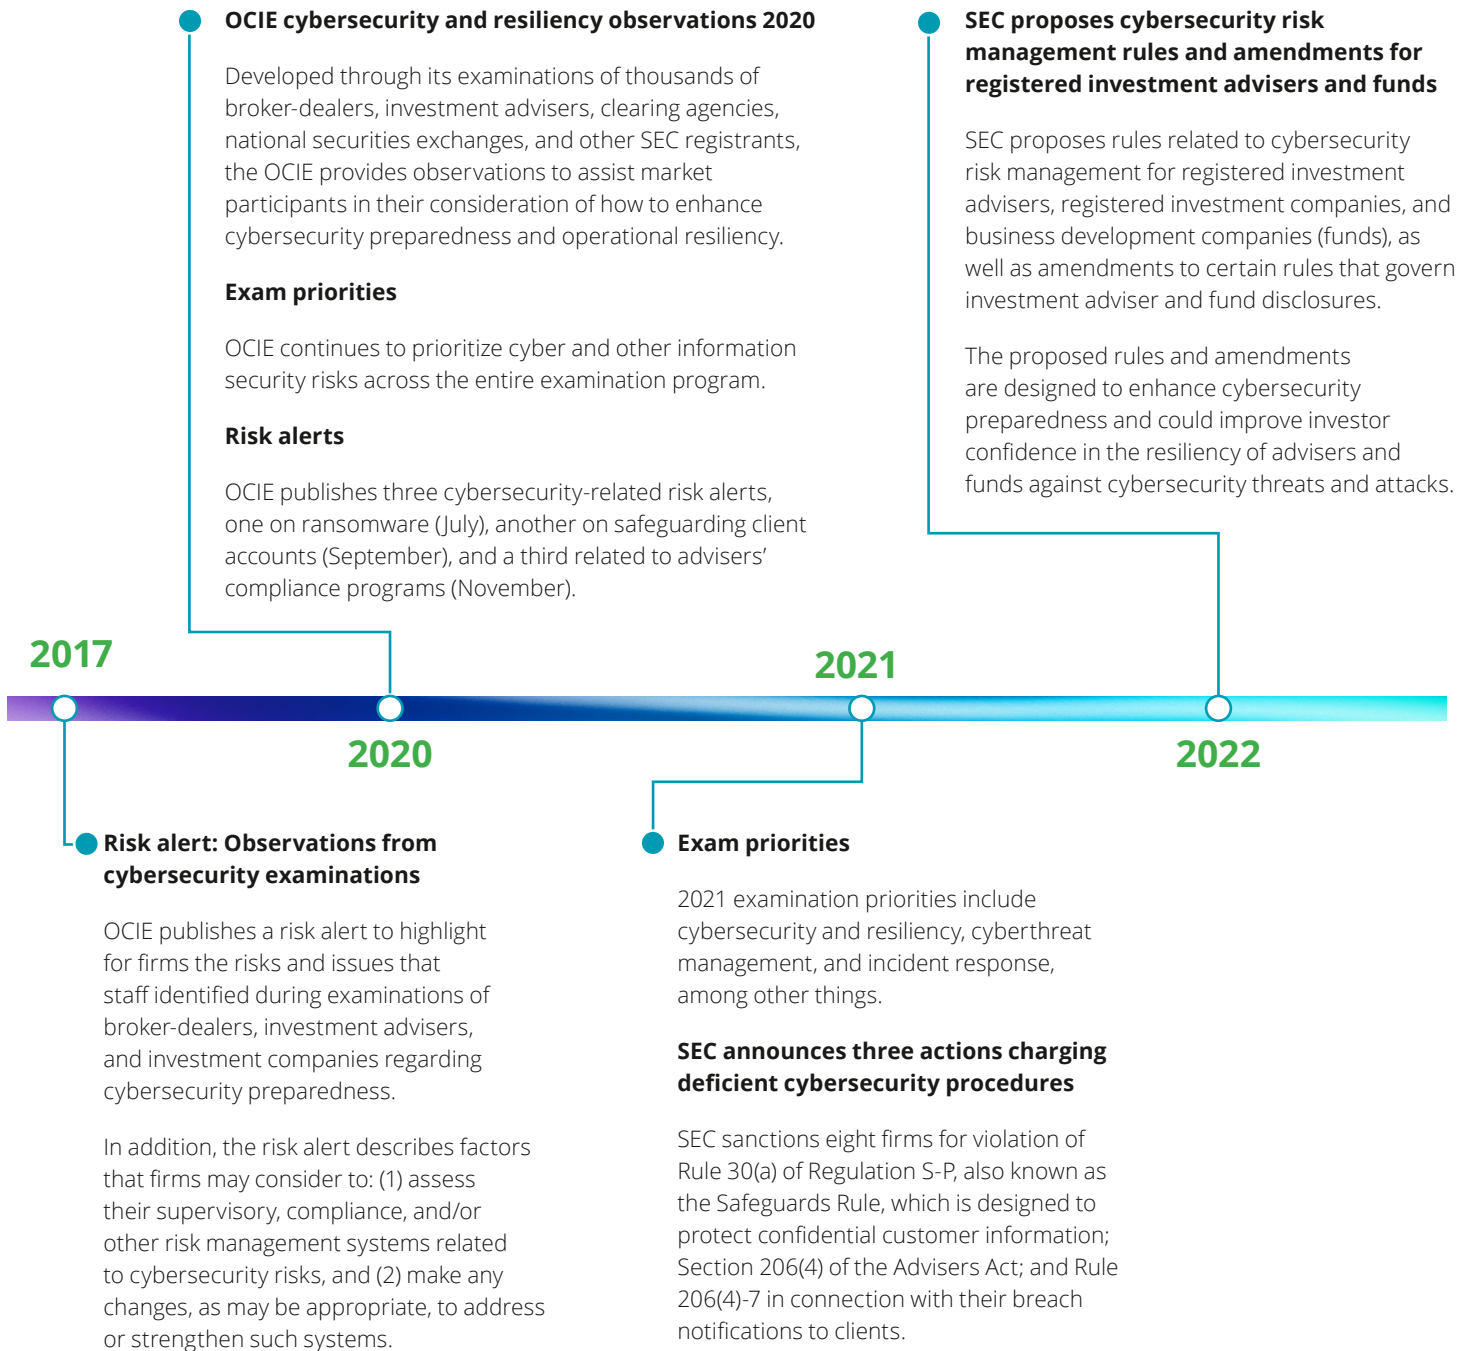 OCIE cybersecurity and resiliency observations 2020
Developed through its examinations of thousands of
broker-dealers, investment advisers, clearing agencies,
national securities exchanges, and other SEC registrants,
the OCIE provides observations to assist market
participants in their consideration of how to enhance
cybersecurity preparedness and operational resiliency.
Exam priorities
OCIE continues to prioritize cyber and other information
security risks across the entire examination program.
Risk alerts
OCIE publishes three cybersecurity-related risk alerts,
one on ransomware (July), another on safeguarding client
accounts (September), and a third related to advisers’
compliance programs (November).
SEC proposes cybersecurity risk
management rules and amendments for
registered investment advisers and funds
SEC proposes rules related to cybersecurity
risk management for registered investment
advisers, registered investment companies, and
business development companies (funds), as
well as amendments to certain rules that govern
investment adviser and fund disclosures.
The proposed rules and amendments
are designed to enhance cybersecurity
preparedness and could improve investor
confidence in the resiliency of advisers and
funds against cybersecurity threats and attacks.
2017
2021
2020
2022
Risk alert: Observations from
cybersecurity examinations
OCIE publishes a risk alert to highlight
for firms the risks and issues that
staff identified during examinations of
broker-dealers, investment advisers,
and investment companies regarding
cybersecurity preparedness.
In addition, the risk alert describes factors
that firms may consider to: (1) assess
their supervisory, compliance, and/or
other risk management systems related
to cybersecurity risks, and (2) make any
changes, as may be appropriate, to address
or strengthen such systems.
Exam priorities
2021 examination priorities include
cybersecurity and resiliency, cyberthreat
management, and incident response,
among other things.
SEC announces three actions charging
deficient cybersecurity procedures
SEC sanctions eight firms for violation of
Rule 30(a) of Regulation S-P, also known as
the Safeguards Rule, which is designed to
protect confidential customer information;
Section 206(4) of the Advisers Act; and Rule
206(4)-7 in connection with their breach
notifications to clients.